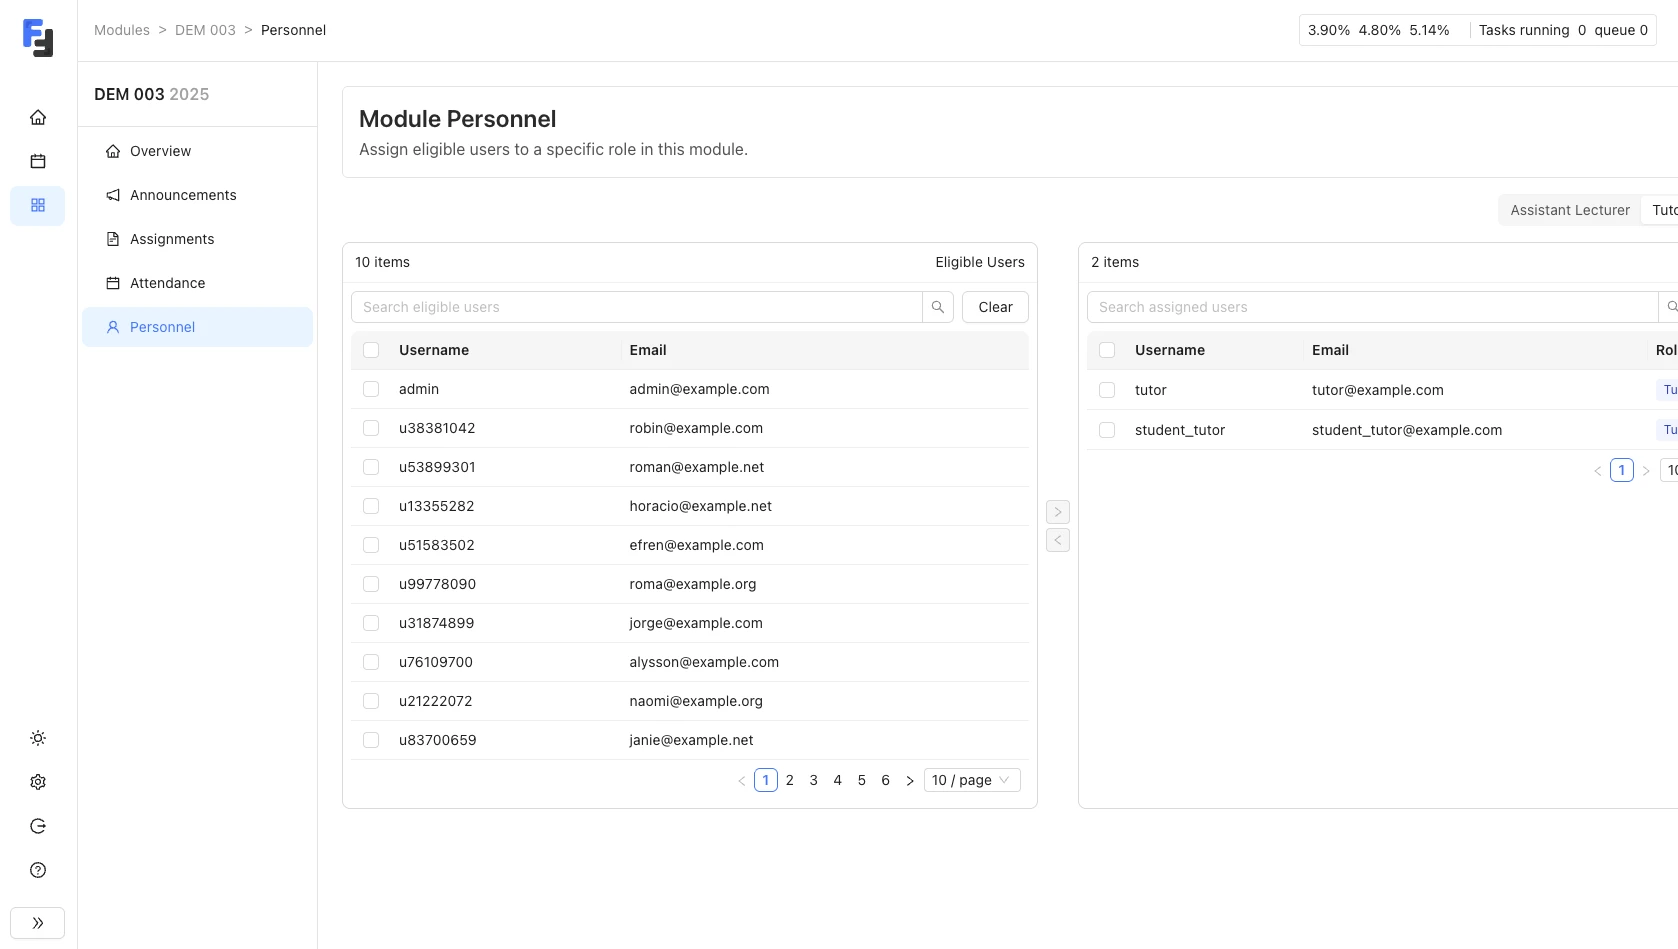 Modules > DEM 003 > Personnel
3.90% 4.80% 5.14% Tasks running 0 queue 0
DEM 003 2025
Overview
Announcements
Assignments
Attendance
Personnel
Module Personnel
Assign eligible users to a specific role in this module.
Assistant Lecturer
10 items Eligible Users
Search eligible users
Clear
Username Email
admin admin@example.com
u38381042 robin@example.com
u53899301 roman@example.net
u13355282 horacio@example.net
u51583502 efren@example.com
u99778090 roma@example.org
u31874899 jorge@example.com
u76109700 alysson@example.com
u21222072 naomi@example.org
u83700659 janie@example.net
1 2 3 4 5 6 10 / page
2 items
Search assigned users
Username Email
tutor tutor@example.com
student_tutor student_tutor@example.com
1